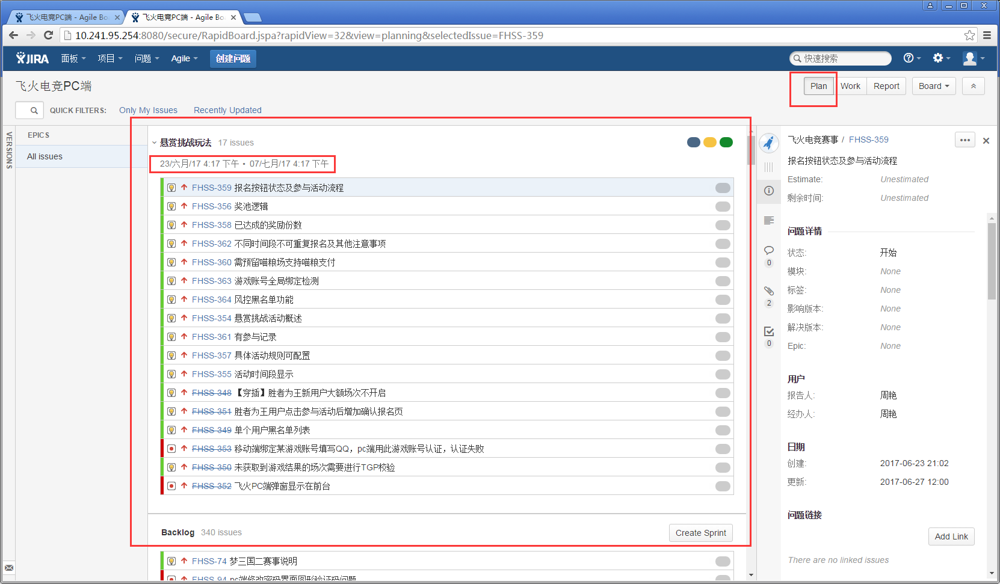 飞火电竞PC端 - Agile Bo
飞火电竞PC端 - Agile Bo
10.241.95.254:8080/secure/RapidBoard.jspa?rapidView=32&view=planning&selectedIssue=FHSS-359
JIRA 面板 项目 问题 Agile 创建问题 快速搜索
飞火电竞PC端
Plan Work Report Board
QUICK FILTERS: Only My Issues Recently Updated
VERSIONS
EPICS
All issues
悬赏挑战玩法 17 issues
23/六月/17 4:17 下午 • 07/七月/17 4:17 下午
FHSS-359 报名按钮状态及参与活动流程
FHSS-356 奖池逻辑
FHSS-358 已达成的奖励份数
FHSS-362 不同时间段不可重复报名及其他注意事项
FHSS-360 需预留喵粮场支持喵粮支付
FHSS-363 游戏账号全局绑定检测
FHSS-364 风控黑名单功能
FHSS-354 悬赏挑战活动概述
FHSS-361 有参与记录
FHSS-357 具体活动规则可配置
FHSS-355 活动时间段显示
FHSS-348 【穿插】胜者为王新用户大额场次不开启
FHSS-351 胜者为王用户点击参与活动后增加确认报名页
FHSS-349 单个用户黑名单列表
FHSS-353 移动端绑定某游戏账号填写QQ，pc端用此游戏账号认证，认证失败
FHSS-350 未获取到游戏结果的场次需要进行TGP校验
FHSS-352 飞火PC端弹窗显示在前台
Backlog 340 issues Create Sprint
FHSS-74 梦三国二赛事说明
FHSS-94 pc端修改密码界面图形验证码问题
0
2
0
飞火电竞赛事 / FHSS-359
报名按钮状态及参与活动流程
Estimate: Unestimated
剩余时间: Unestimated
问题详情
状态: 开始
模块: None
标签: None
影响版本: None
解决版本: None
Epic: None
用户
报告人: 周艳
经办人: 周艳
日期
创建: 2017-06-23 21:02
更新: 2017-06-27 12:00
问题链接
Add Link
There are no linked issues